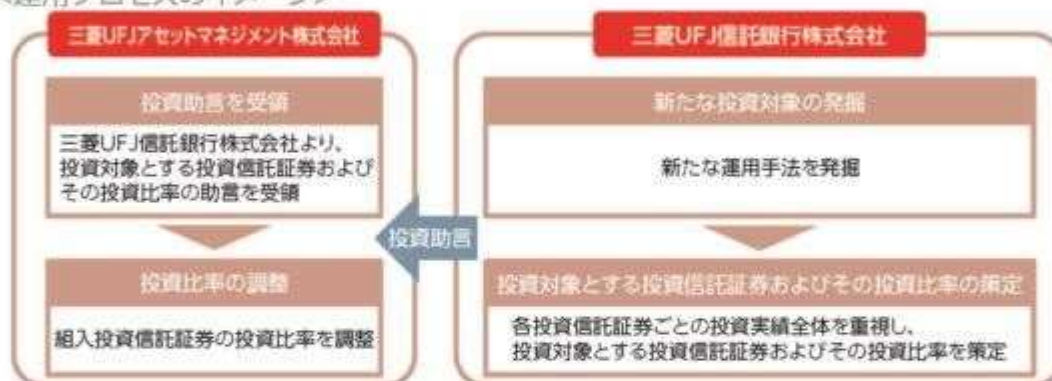 三菱UFJアセットマネジメント株式会社
投資助言を受領
三菱UFJ信託銀行株式会社より、
投資対象とする投資信託証券および
その投資比率の助言を受領
投資比率の調整
組入投資信託証券の投資比率を調整
投資助言
三菱UFJ信託銀行株式会社
新たな投資対象の発掘
新たな運用手法を発掘
投資対象とする投資信託証券およびその投資比率の策定
各投資信託証券ごとの投資実績全体を重視し、
投資対象とする投資信託証券およびその投資比率を策定